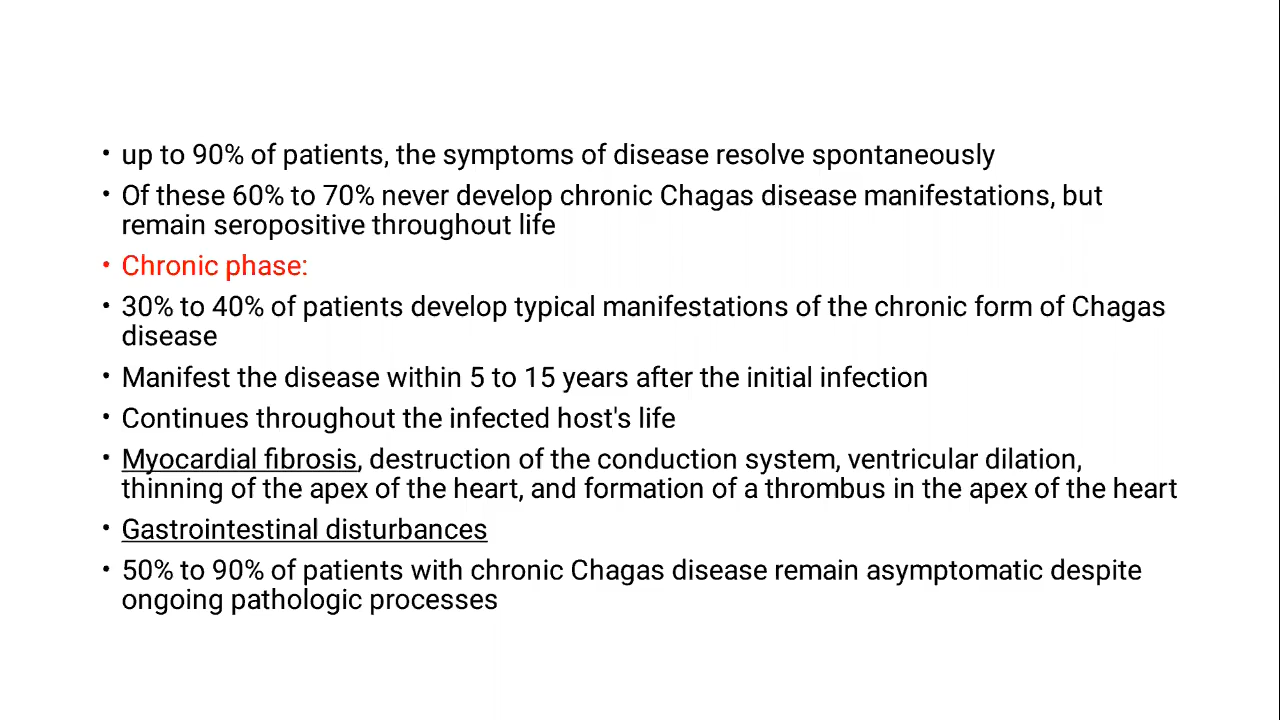 • up to 90% of patients, the symptoms of disease resolve spontaneously
• Of these 60% to 70% never develop chronic Chagas disease manifestations, but
remain seropositive throughout life
• Chronic phase:
• 30% to 40% of patients develop typical manifestations of the chronic form of Chagas
disease
• Manifest the disease within 5 to 15 years after the initial infection
• Continues throughout the infected host's life
• Myocardial fibrosis, destruction of the conduction system, ventricular dilation,
thinning of the apex of the heart, and formation of a thrombus in the apex of the heart
• Gastrointestinal disturbances
• 50% to 90% of patients with chronic Chagas disease remain asymptomatic despite
ongoing pathologic processes